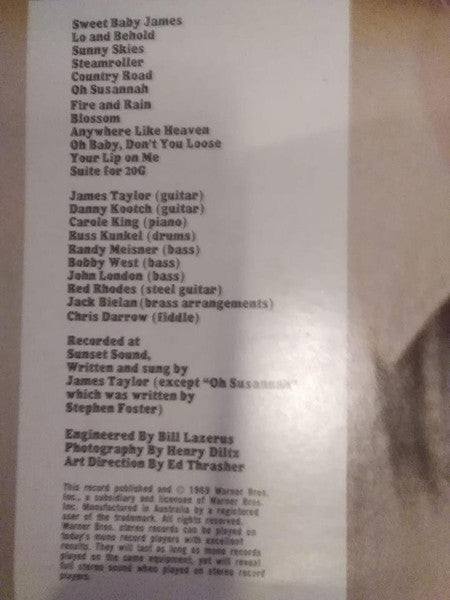 Sweet Baby James
Lo and Behold
Sunny Skies
Steamroller
Country Road
Oh Susannah
Fire and Rain
Blossom
Anywhere Like Heaven
Oh Baby, Don't You Loose
Your Lip on Me
Suite for 20G
James Taylor (guitar)
Danny Kootch (guitar)
Carole King (piano)
Russ Kunkel (drums)
Randy Meisner (bass)
Bobby West (bass)
John London (bass)
Red Rhodes (steel guitar)
Jack Bielan (brass arrangements)
Chris Darrow (fiddle)
Recorded at
Sunset Sound,
Written and sung by
James Taylor (except "Oh Susannah"
which was written by
Stephen Foster)
Engineered By Bill Lazerus
Photography By Henry Diltz
Art Direction By Ed Thrasher
This record published and © 1969 Warner Bros.
Inc., a subsidiary and licensee of Warner Bros.
Inc. Manufactured in Australia by a registered
user of the trademark. All rights reserved.
Warner Bros. stereo records can be played on
today's mono record players with excellent
results. They will last as long as mono records
played on the same equipment, yet will reveal
full stereo sound when played on stereo record
players.